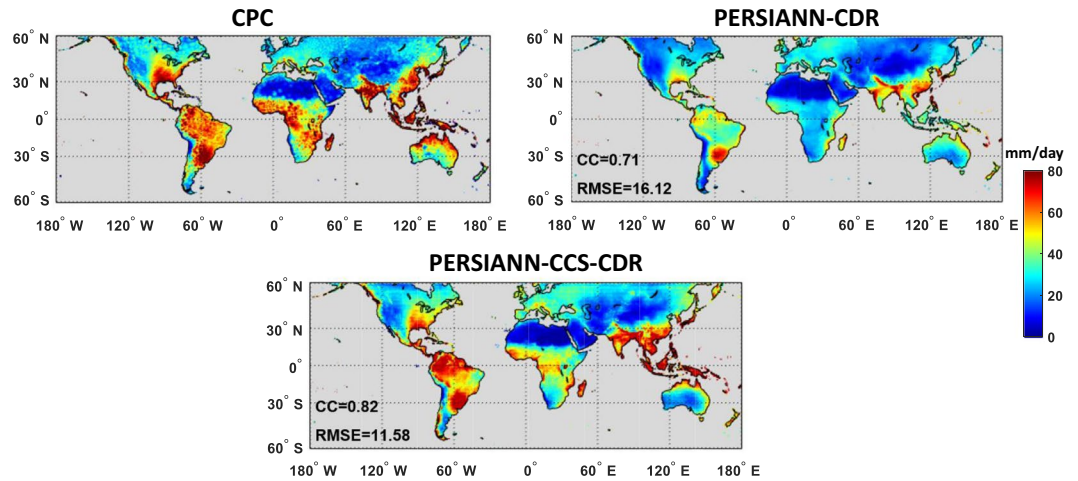 CPC
60° N
30° N
0°
30° S
60° S
180° W 120° W 60° W 0° 60° E 120° E 180° E
PERSIANN-CDR
60° N
30° N
0°
30° S
60° S
CC=0.71
RMSE=16.12
180° W 120° W 60° W 0° 60° E 120° E 180° E
mm/day
80
60
40
20
0
PERSIANN-CCS-CDR
60° N
30° N
0°
30° S
60° S
CC=0.82
RMSE=11.58
180° W 120° W 60° W 0° 60° E 120° E 180° E